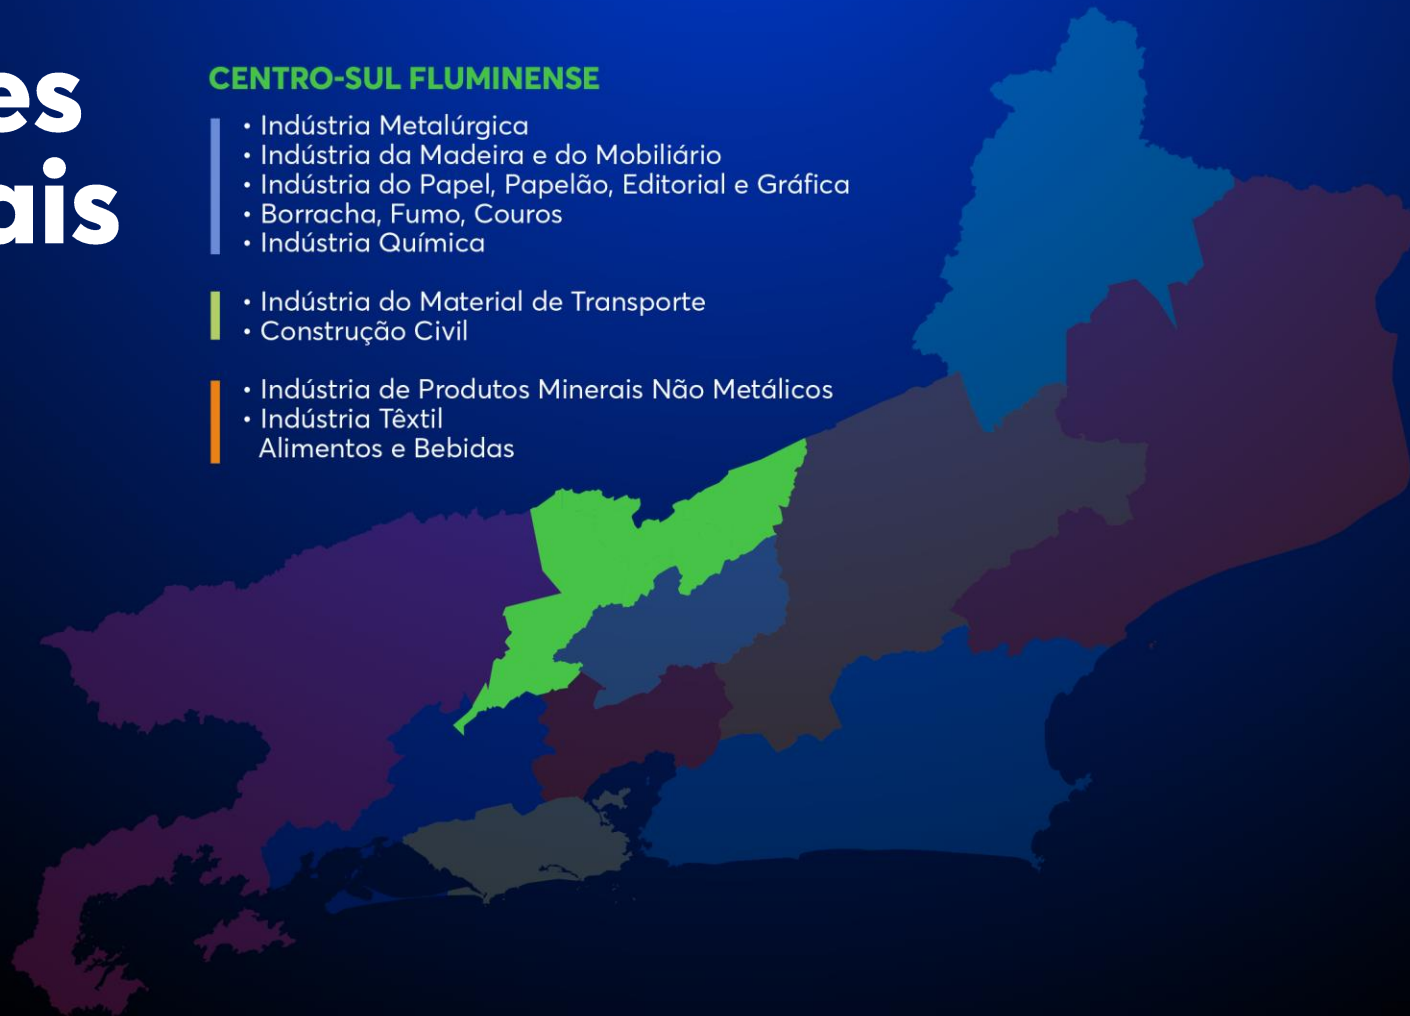 es
ais
CENTRO-SUL FLUMINENSE
• Indústria Metalúrgica
• Indústria da Madeira e do Mobiliário
• Indústria do Papel, Papelão, Editorial e Gráfica
• Borracha, Fumo, Couros
• Indústria Química
• Indústria do Material de Transporte
• Construção Civil
• Indústria de Produtos Minerais Não Metálicos
• Indústria Têxtil
Alimentos e Bebidas